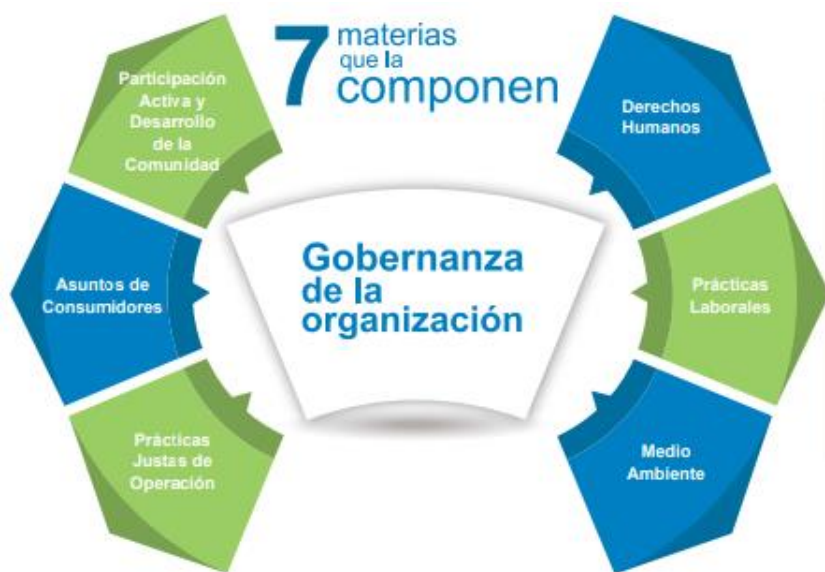 7 materias
que la
componen
Participación
Activa y
Desarrollo
de la
Comunidad
Derechos
Humanos
Asuntos de
Consumidores
Gobernanza
de la
organización
Prácticas
Laborales
Prácticas
Justas de
Operación
Medio
Ambiente